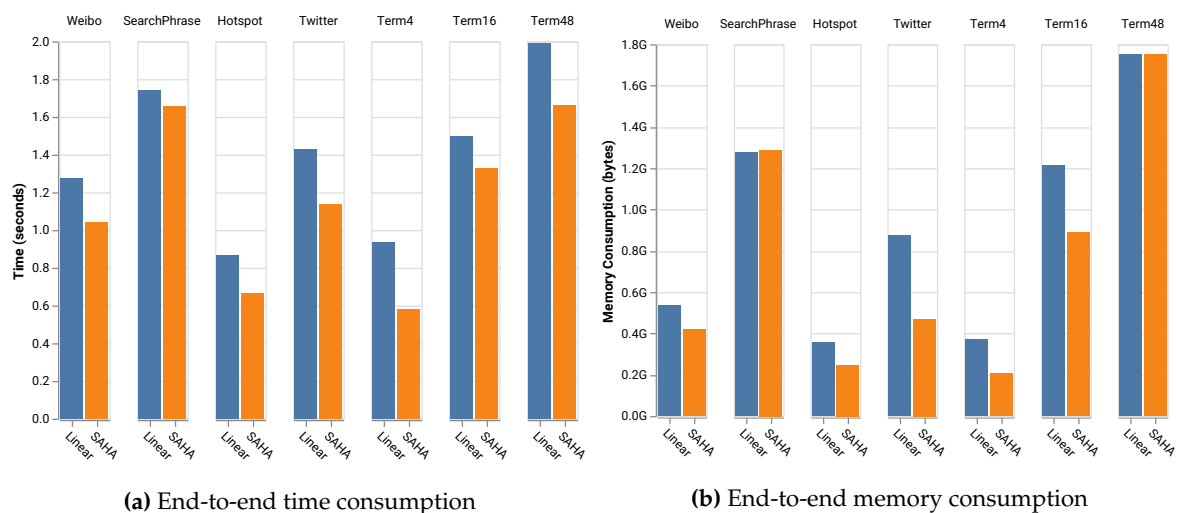 Weibo SearchPhrase Hotspot Twitter Term4 Term16 Term48
2.0
1.8
1.6
1.4
1.2
1.0
0.8
0.6
0.4
0.2
0.0
Time (seconds)
Linear SAHA Linear SAHA Linear SAHA Linear SAHA Linear SAHA Linear SAHA Linear SAHA
(a) End-to-end time consumption
Weibo SearchPhrase Hotspot Twitter Term4 Term16 Term48
1.8G
1.6G
1.4G
1.2G
1.0G
0.8G
0.6G
0.4G
0.2G
0.0G
Memory Consumption (bytes)
Linear SAHA Linear SAHA Linear SAHA Linear SAHA Linear SAHA Linear SAHA Linear SAHA
(b) End-to-end memory consumption